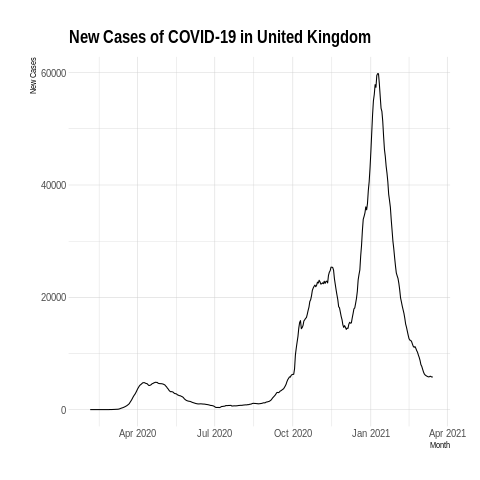 New Cases of COVID-19 in United Kingdom
New Cases
60000
40000
20000
0
Apr 2020 Jul 2020 Oct 2020 Jan 2021 Apr 2021
Month